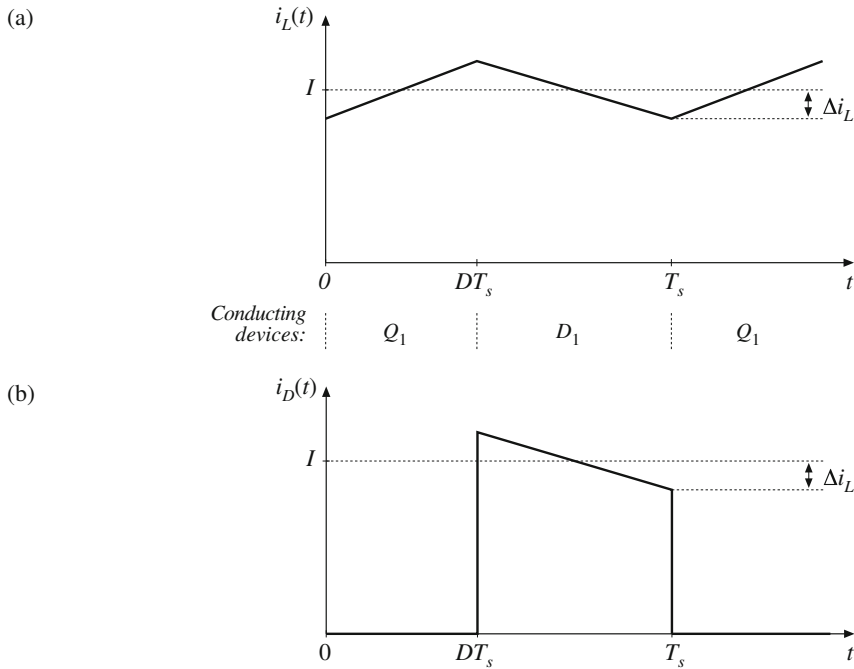 (a)
i_L(t)
I
Δi_L
0 DT_s T_s t
Conducting devices: Q_1 D_1 Q_1
(b)
i_D(t)
I
Δi_L
0 DT_s T_s t